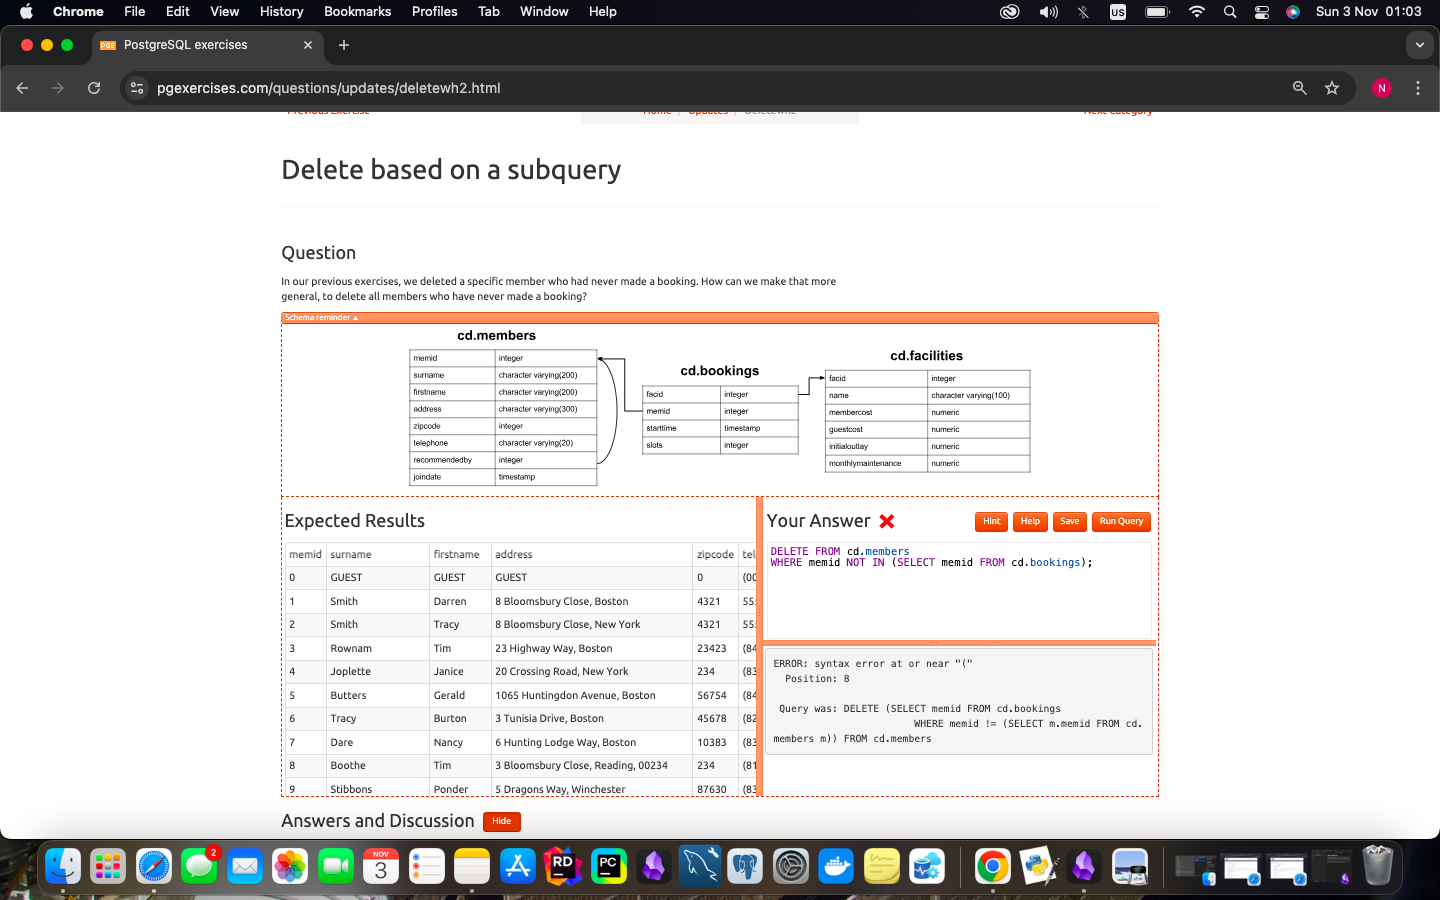 Chrome File Edit View History Bookmarks Profiles Tab Window Help US Sun 3 Nov 01:03
PGE PostgreSQL exercises
pgexercises.com/questions/updates/deletewh2.html N
Previous Exercise Home / Updates / Deletewh2 Next Category
Delete based on a subquery
Question
In our previous exercises, we deleted a specific member who had never made a booking. How can we make that more
general, to delete all members who have never made a booking?
Schema reminder
cd.members
memid integer
surname character varying(200)
firstname character varying(200)
address character varying(300)
zipcode integer
telephone character varying(20)
recommendedby integer
joindate timestamp
cd.bookings
facid integer
memid integer
starttime timestamp
slots integer
cd.facilities
facid integer
name character varying(100)
membercost numeric
guestcost numeric
initialoutlay numeric
monthlymaintenance numeric
Expected Results
memid surname firstname address zipcode tel
0 GUEST GUEST GUEST 0 (00
1 Smith Darren 8 Bloomsbury Close, Boston 4321 55
2 Smith Tracy 8 Bloomsbury Close, New York 4321 55
3 Rownam Tim 23 Highway Way, Boston 23423 (84
4 Joplette Janice 20 Crossing Road, New York 234 (83
5 Butters Gerald 1065 Huntingdon Avenue, Boston 56754 (84
6 Tracy Burton 3 Tunisia Drive, Boston 45678 (82
7 Dare Nancy 6 Hunting Lodge Way, Boston 10383 (83
8 Boothe Tim 3 Bloomsbury Close, Reading, 00234 234 (81
9 Stibbons Ponder 5 Dragons Way, Winchester 87630 (83
Your Answer Hint Help Save Run Query
DELETE FROM cd.members
WHERE memid NOT IN (SELECT memid FROM cd.bookings);
ERROR: syntax error at or near "("
Position: 8
Query was: DELETE (SELECT memid FROM cd.bookings
WHERE memid != (SELECT m.memid FROM cd.
members m)) FROM cd.members
Answers and Discussion Hide
2
NOV
3
RD
PC